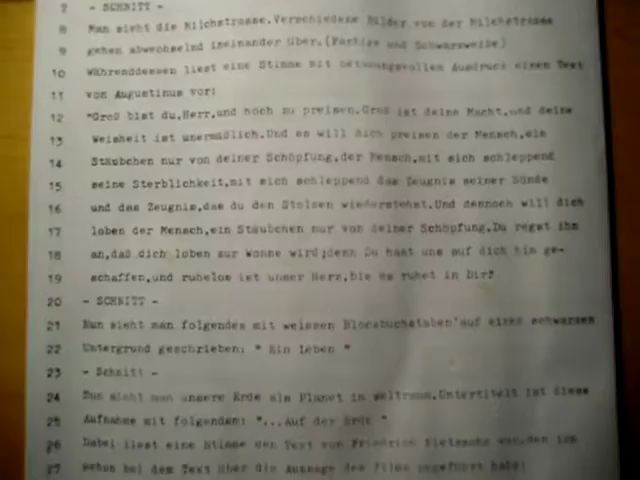 7 - SCHNITT -
8 Man sieht die Milchstrasse.Verschiedene Bilder von der Milchstrasse
9 gehen abwechselnd ineinander über.(Farbige und Schwarzweiße)
10 Währenddessen liest eine Stimme mit betonungsvollen Ausdruck einen Text
11 von Augustinus vor:
12 "Groß bist du,Herr,und hoch zu preisen.Groß ist deine Macht,und deine
13 Weisheit ist unermäßlich.Und es will dich preisen der Mensch,ein
14 Stäubchen nur von deiner Schöpfung,der Mensch,mit sich schleppend
15 seine Sterblichkeit,mit sich schleppend das Zeugnis seiner Sünde
16 und das Zeugnis,das du den Stolzen wiederstehst.Und dennoch will dich
17 loben der Mensch,ein Stäubchen nur von deiner Schöpfung.Du regst ihn
18 an,daß dich loben zur Wonne wird;denn Du hast uns auf dich hin ge-
19 schaffen,und ruhelos ist unser Herz,bis es ruhet in Dir"
20 - SCHNITT -
21 Nun sieht man folgendes mit weissen Blocsbuchstaben auf einem schwarzen
22 Untergrund geschrieben: " Ein Leben "
23 - Schnitt -
24 Nun sieht man unsere Erde als Planet im Weltraum.Untertitelt ist diese
25 Aufnahme mit folgenden: "...Auf der Erde "
26 Dabei liest eine Stimme den Text von Friedrich Nietzsche vor,den ich
27 schon bei dem Text über die Aussage des Films angeführt habe: